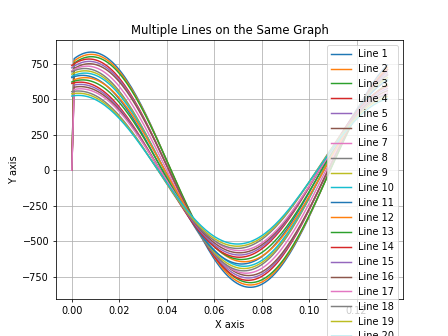 Multiple Lines on the Same Graph
Y axis
750
500
250
0
−250
−500
−750
0.00
0.02
0.04
0.06
0.08
0.10
X axis
Line 1
Line 2
Line 3
Line 4
Line 5
Line 6
Line 7
Line 8
Line 9
Line 10
Line 11
Line 12
Line 13
Line 14
Line 15
Line 16
Line 17
Line 18
Line 19
Line 20